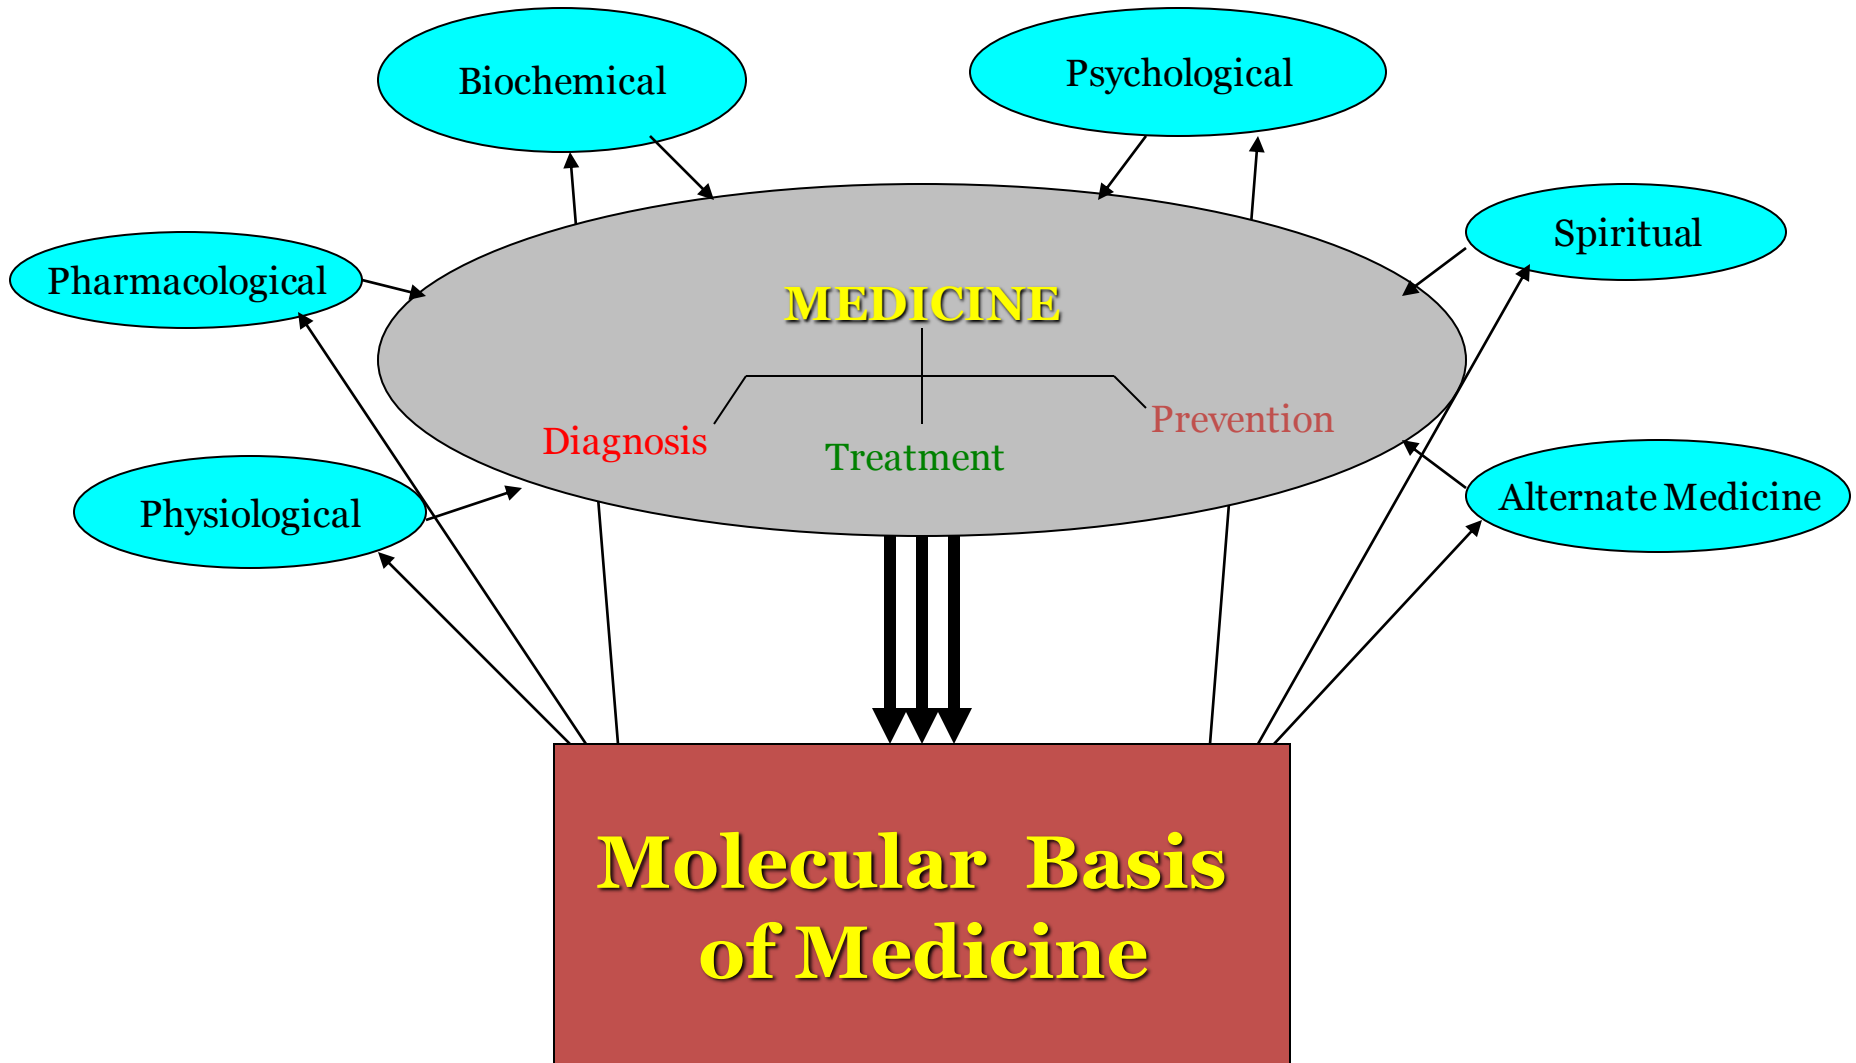 Biochemical
Psychological
Spiritual
Pharmacological
MEDICINE
Prevention
Diagnosis
Treatment
Physiological
Alternate Medicine
Molecular Basis
of Medicine